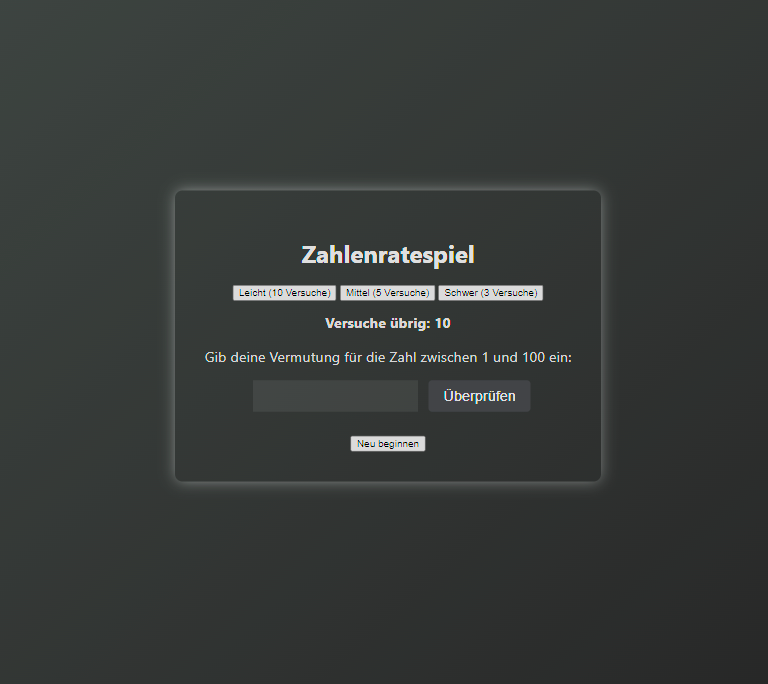 Zahlenratespiel
Leicht (10 Versuche) Mittel (5 Versuche) Schwer (3 Versuche)
Versuche übrig: 10
Gib deine Vermutung für die Zahl zwischen 1 und 100 ein:
Überprüfen
Neu beginnen